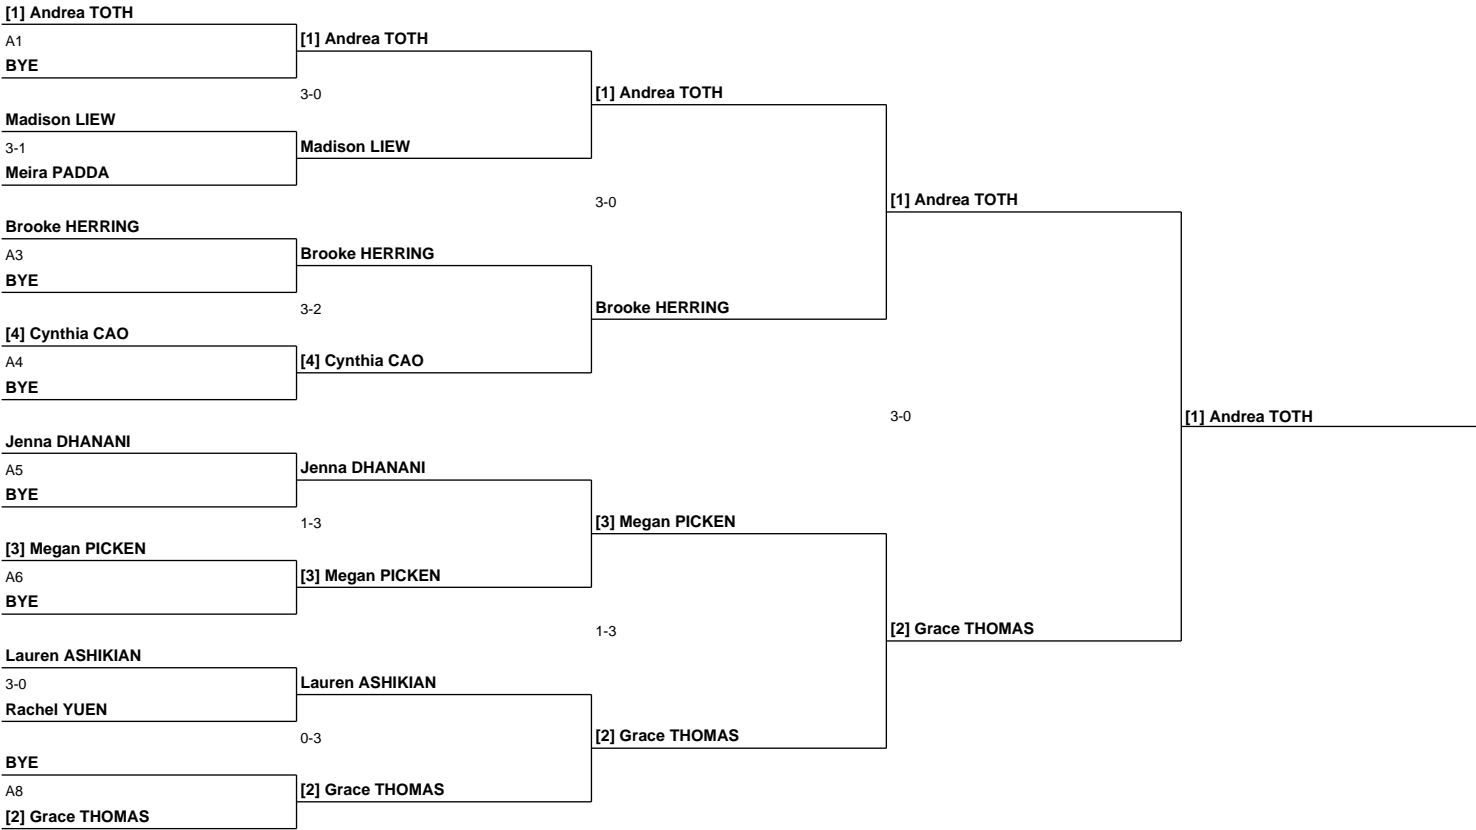 [1] Andrea TOTH
A1
BYE
[1] Andrea TOTH
3-0
Madison LIEW
3-1
Meira PADDA
Madison LIEW
[1] Andrea TOTH
3-0
Brooke HERRING
A3
BYE
Brooke HERRING
3-2
[4] Cynthia CAO
A4
BYE
[4] Cynthia CAO
Brooke HERRING
[1] Andrea TOTH
3-0
[1] Andrea TOTH
Jenna DHANANI
A5
BYE
Jenna DHANANI
1-3
[3] Megan PICKEN
A6
BYE
[3] Megan PICKEN
[3] Megan PICKEN
1-3
Lauren ASHIKIAN
3-0
Rachel YUEN
Lauren ASHIKIAN
0-3
BYE
A8
[2] Grace THOMAS
[2] Grace THOMAS
[2] Grace THOMAS
[2] Grace THOMAS